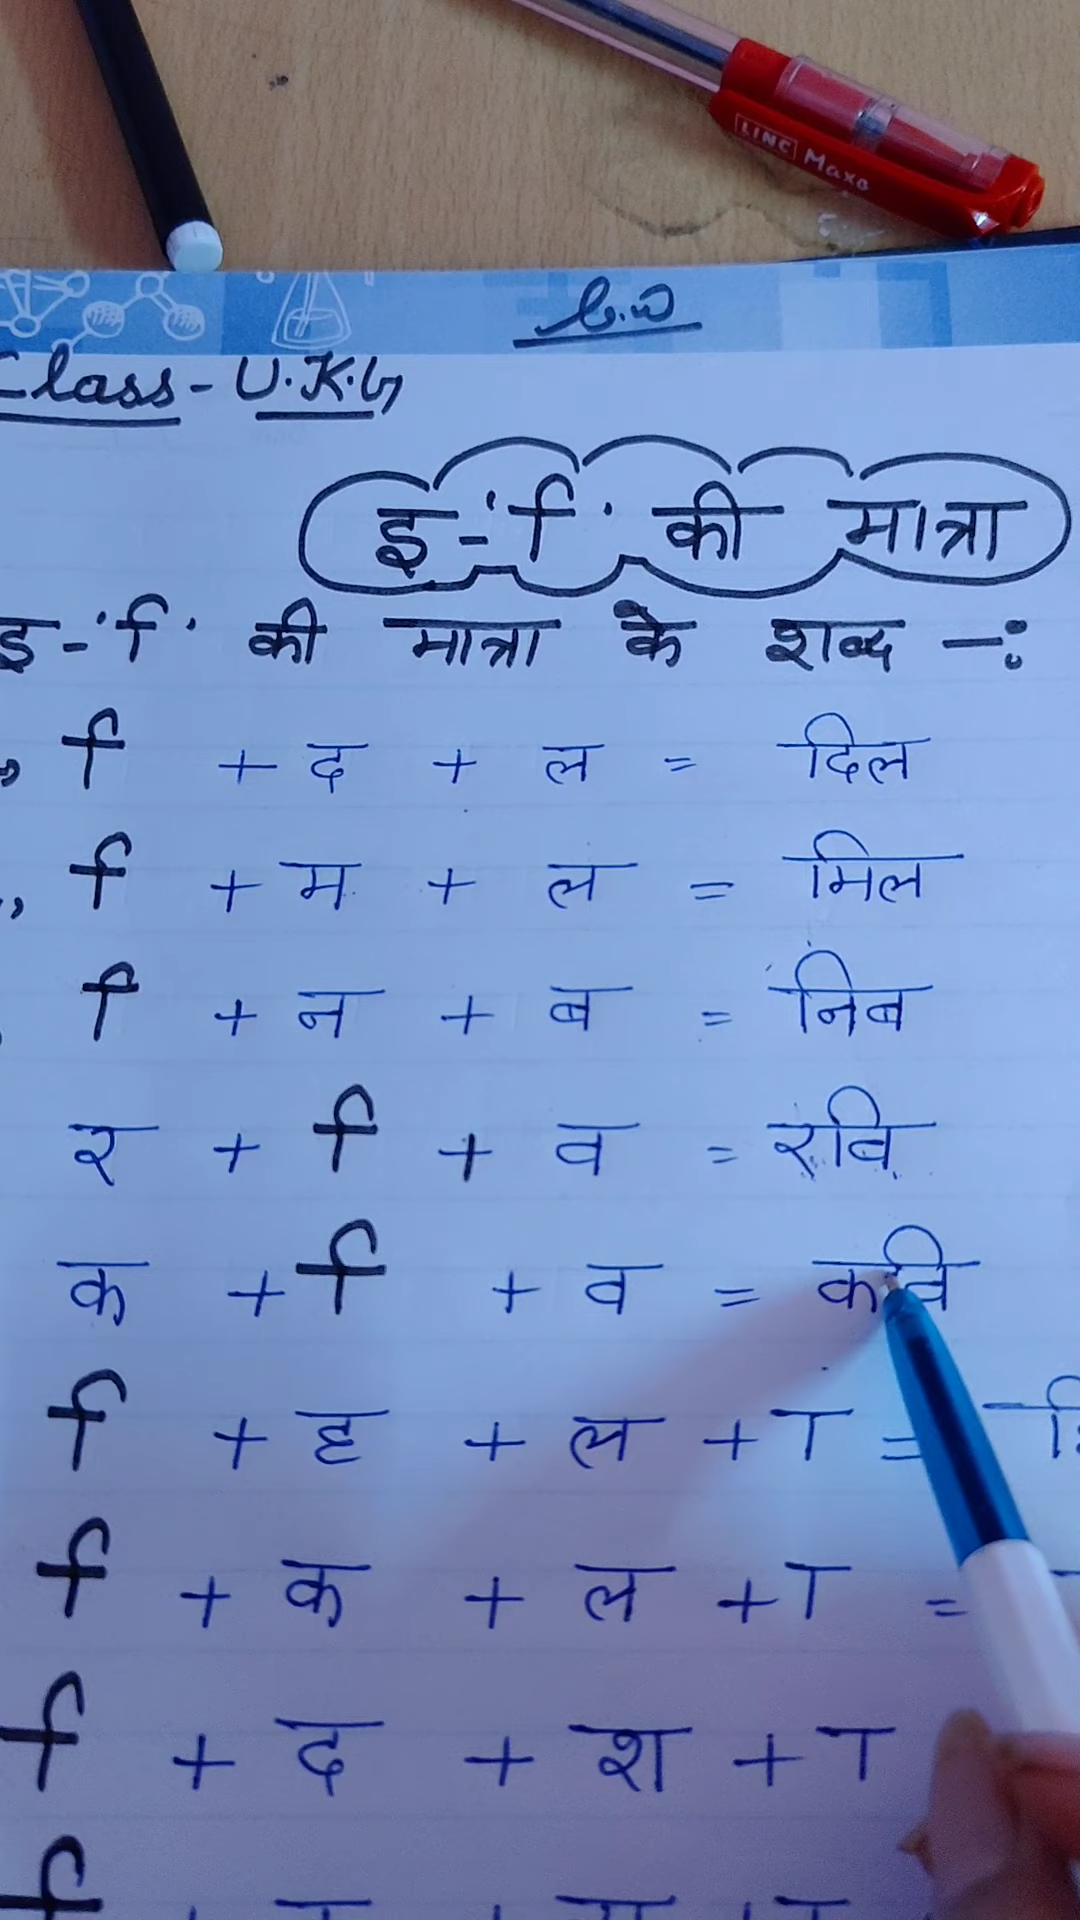 LINC Maxo
C.W
Class - U.K.G
इ-'ि' की मात्रा
इ-'ि' की मात्रा के शब्द -:
ि + द + ल = दिल
ि + म + ल = मिल
ि + न + ब = निब
र + ि + व = रवि
क + ि + व = कवि
ि + ह + ल + ा =
ि + क + ल + ा =
ि + द + श + ा